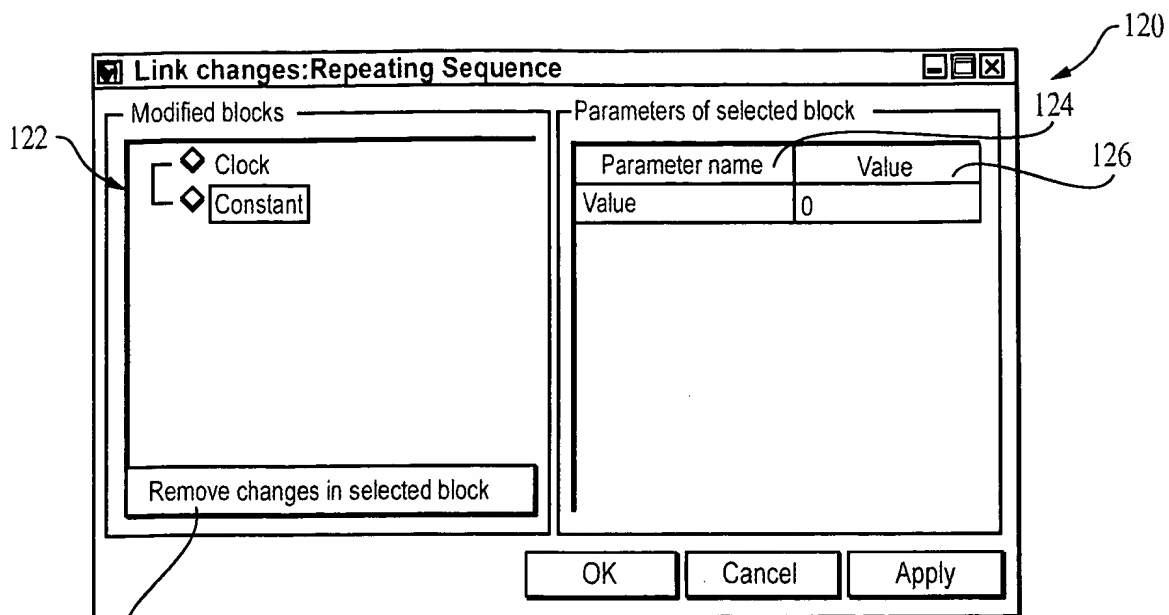 120
Link changes:Repeating Sequence
Modified blocks
Parameters of selected block
124
122
Clock
Constant
Parameter name
Value
126
Value
0
Remove changes in selected block
OK
Cancel
Apply